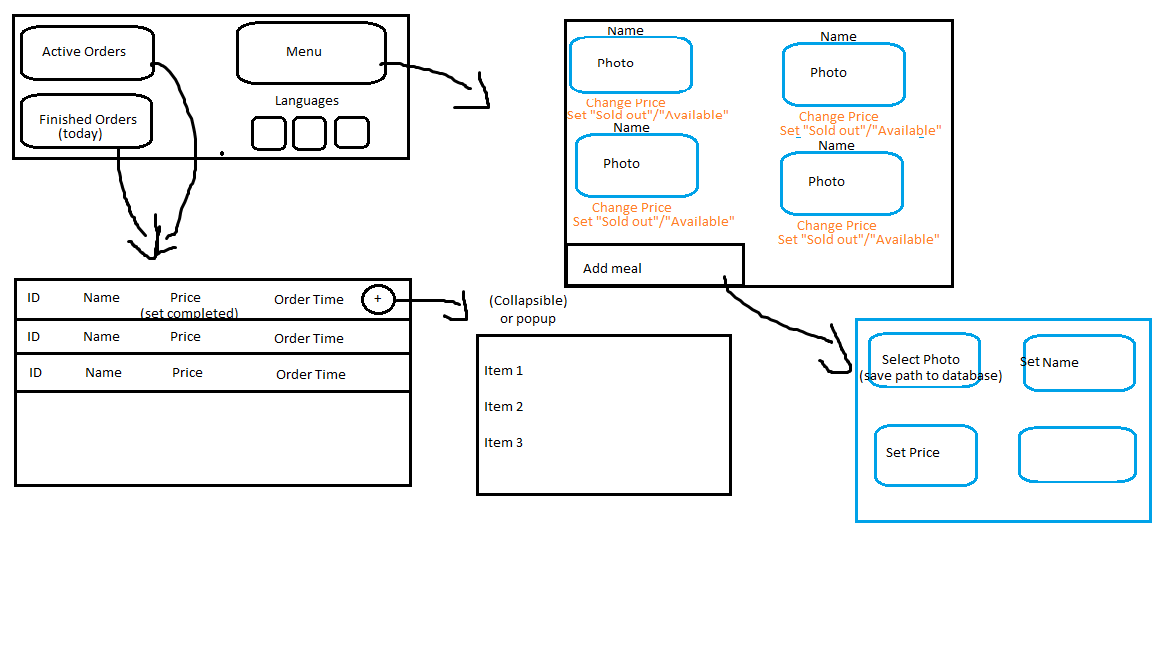 Active Orders
Menu
Languages
Finished Orders
(today)
Name
Photo
Change Price
Set "Sold out"/"Available"
Name
Photo
Change Price
Set "Sold out"/"Available"
Name
Photo
Change Price
Set "Sold out"/"Available"
Name
Photo
Change Price
Set "Sold out"/"Available"
Add meal
ID Name Price Order Time +
(set completed)
ID Name Price Order Time
ID Name Price Order Time
(Collapsible)
or popup
Item 1
Item 2
Item 3
Select Photo
(save path to database)
Set Name
Set Price